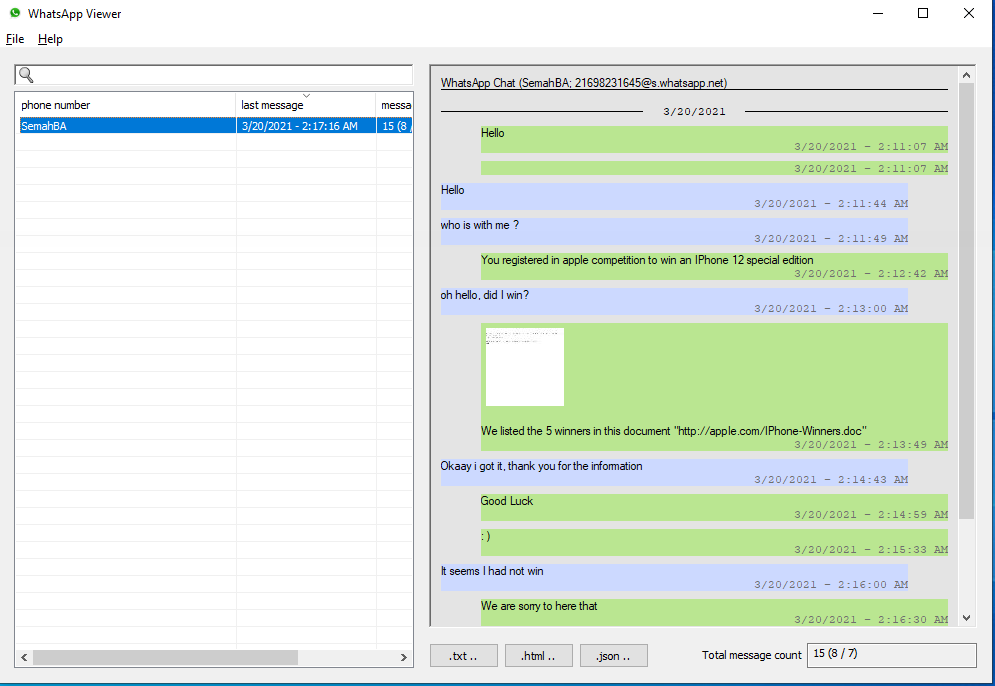 WhatsApp Viewer
File Help
phone number last message messa
SemahBA 3/20/2021 - 2:17:16 AM 15 (8 /
WhatsApp Chat (SemahBA; 21698231645@s.whatsapp.net)
3/20/2021
Hello
3/20/2021 - 2:11:07 AM
3/20/2021 - 2:11:07 AM
Hello
3/20/2021 - 2:11:44 AM
who is with me ?
3/20/2021 - 2:11:49 AM
You registered in apple competition to win an IPhone 12 special edition
3/20/2021 - 2:12:42 AM
oh hello, did I win?
3/20/2021 - 2:13:00 AM
We listed the 5 winners in this document "http://apple.com/IPhone-Winners.doc"
3/20/2021 - 2:13:49 AM
Okaay i got it, thank you for the information
3/20/2021 - 2:14:43 AM
Good Luck
3/20/2021 - 2:14:59 AM
: )
3/20/2021 - 2:15:33 AM
It seems I had not win
3/20/2021 - 2:16:00 AM
We are sorry to here that
3/20/2021 - 2:16:30 AM
.txt .. .html .. .json .. Total message count 15 (8 / 7)